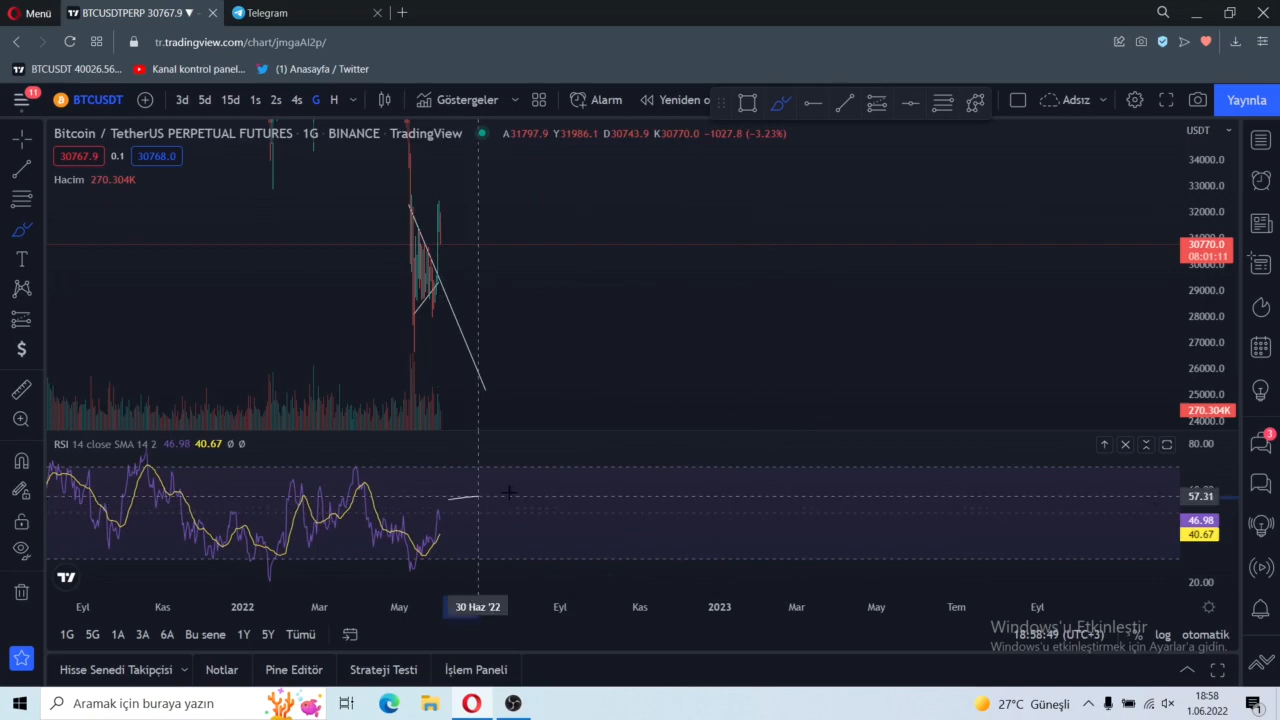 Menü
BTCUSDTPERP 30767.9 ▼
Telegram
tr.tradingview.com/chart/jmgaAI2p/
BTCUSDT 40026.56...
Kanal kontrol panel...
(1) Anasayfa / Twitter
11
BTCUSDT
3d 5d 15d 1s 2s 4s G H
Göstergeler
Alarm
Yeniden o
Adsız
Yayınla
Bitcoin / TetherUS PERPETUAL FUTURES · 1G · BINANCE · TradingView
A31797.9 Y31986.1 D30743.9 K30770.0 −1027.8 (−3.23%)
USDT
30767.9 0.1 30768.0
Hacim 270.304K
34000.0
33000.0
32000.0
30770.0
08:01:11
30000.0
29000.0
28000.0
27000.0
26000.0
25000.0
270.304K
24000.0
RSI 14 close SMA 14 2 46.98 40.67 Ø Ø
80.00
57.31
46.98
40.67
20.00
3
Eyl Kas 2022 Mar May 30 Haz '22 Eyl Kas 2023 Mar May Tem Eyl
1G 5G 1A 3A 6A Bu sene 1Y 5Y Tümü
18:58:49 (UTC+3) % log otomatik
Windows'u Etkinleştir
Windows'u etkinleştirmek için Ayarlar'a gidin.
Hisse Senedi Takipçisi
Notlar
Pine Editör
Strateji Testi
İşlem Paneli
Aramak için buraya yazın
27°C Güneşli
18:58
1.06.2022
1